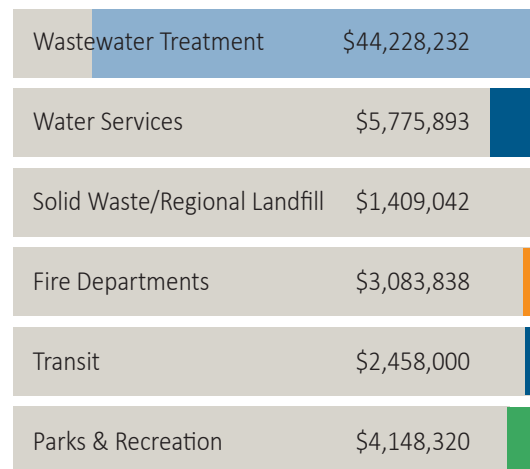 Wastewater Treatment $44,228,232
Water Services $5,775,893
Solid Waste/Regional Landfill $1,409,042
Fire Departments $3,083,838
Transit $2,458,000
Parks & Recreation $4,148,320